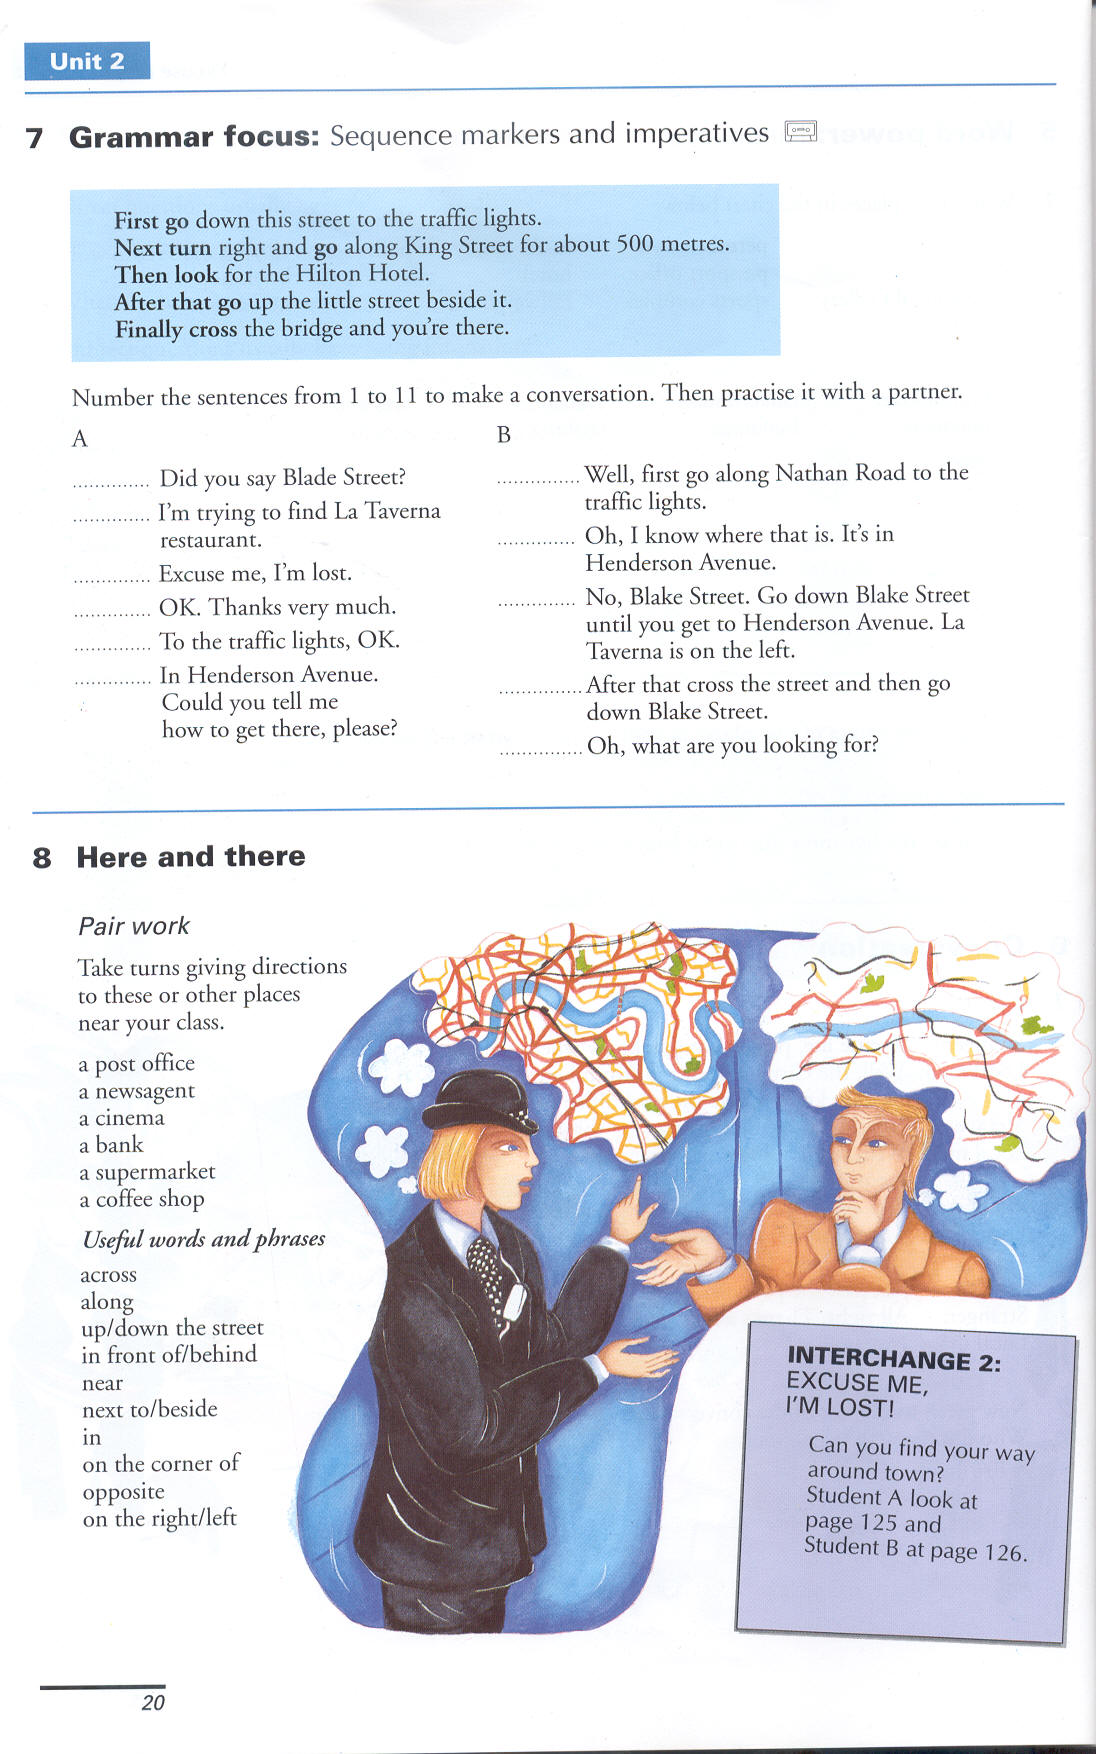 Unit 2
7 Grammar focus: Sequence markers and imperatives
First go down this street to the traffic lights.
Next turn right and go along King Street for about 500 metres.
Then look for the Hilton Hotel.
After that go up the little street beside it.
Finally cross the bridge and you're there.
Number the sentences from 1 to 11 to make a conversation. Then practise it with a partner.
A
.............. Did you say Blade Street?
.............. I'm trying to find La Taverna
restaurant.
.............. Excuse me, I'm lost.
.............. OK. Thanks very much.
.............. To the traffic lights, OK.
.............. In Henderson Avenue.
Could you tell me
how to get there, please?
B
............... Well, first go along Nathan Road to the
traffic lights.
.............. Oh, I know where that is. It's in
Henderson Avenue.
.............. No, Blake Street. Go down Blake Street
until you get to Henderson Avenue. La
Taverna is on the left.
............... After that cross the street and then go
down Blake Street.
............... Oh, what are you looking for?
8 Here and there
Pair work
Take turns giving directions
to these or other places
near your class.
a post office
a newsagent
a cinema
a bank
a supermarket
a coffee shop
Useful words and phrases
across
along
up/down the street
in front of/behind
near
next to/beside
in
on the corner of
opposite
on the right/left
INTERCHANGE 2:
EXCUSE ME,
I'M LOST!
Can you find your way
around town?
Student A look at
page 125 and
Student B at page 126.
20